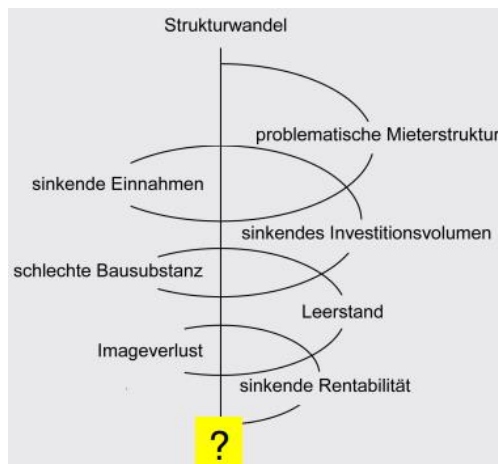 Strukturwandel
problematische Mieterstruktur
sinkende Einnahmen
sinkendes Investitionsvolumen
schlechte Bausubstanz
Leerstand
Imageverlust
sinkende Rentabilität
?